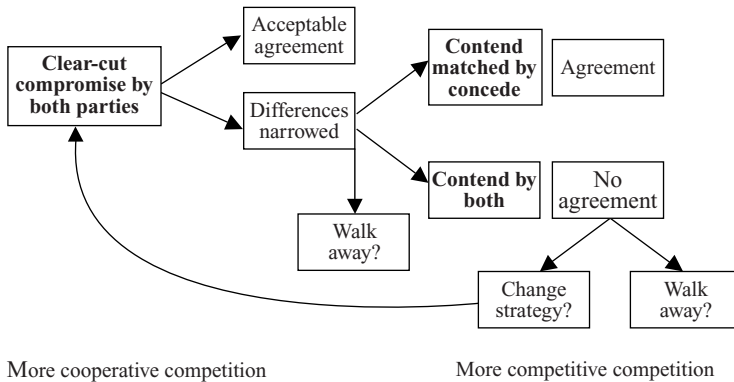 Clear-cut
compromise by
both parties
Acceptable
agreement
Differences
narrowed
Contend
matched by
concede
Agreement
Contend by
both
No
agreement
Walk
away?
Change
strategy?
Walk
away?
More cooperative competition
More competitive competition